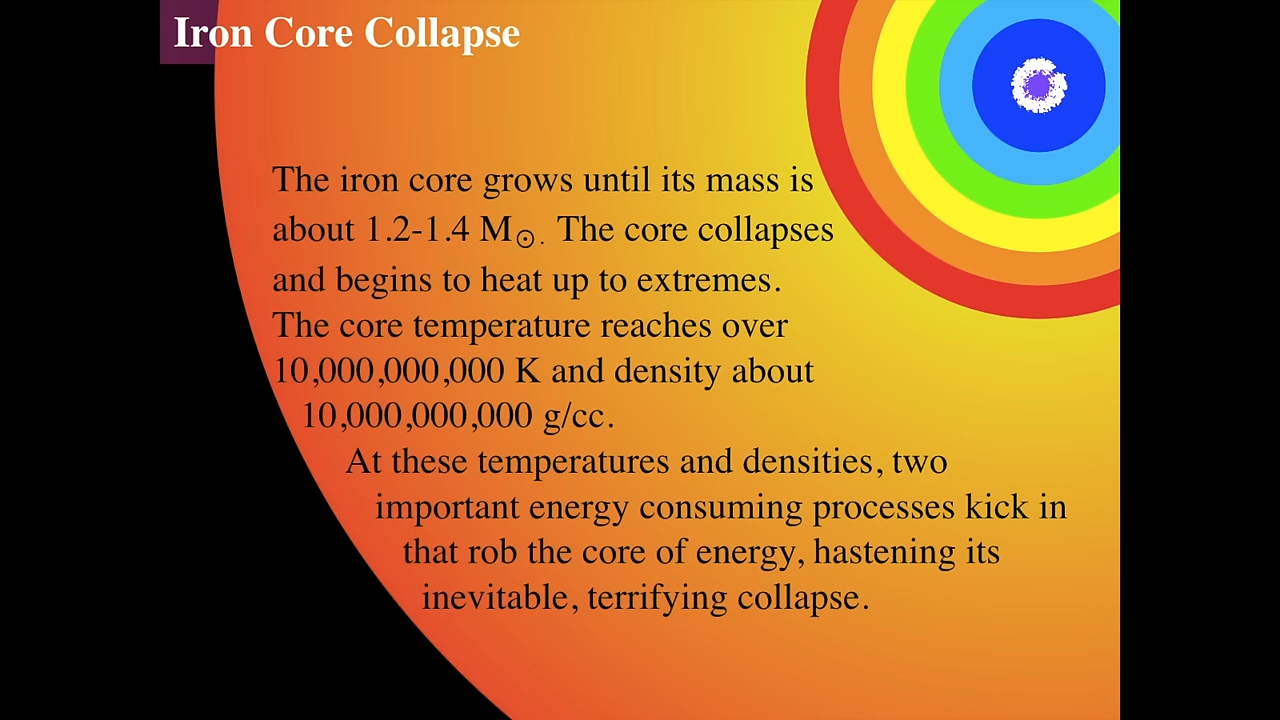 Iron Core Collapse
The iron core grows until its mass is
about 1.2-1.4 M⊙. The core collapses
and begins to heat up to extremes.
The core temperature reaches over
10,000,000,000 K and density about
10,000,000,000 g/cc.
At these temperatures and densities, two
important energy consuming processes kick in
that rob the core of energy, hastening its
inevitable, terrifying collapse.